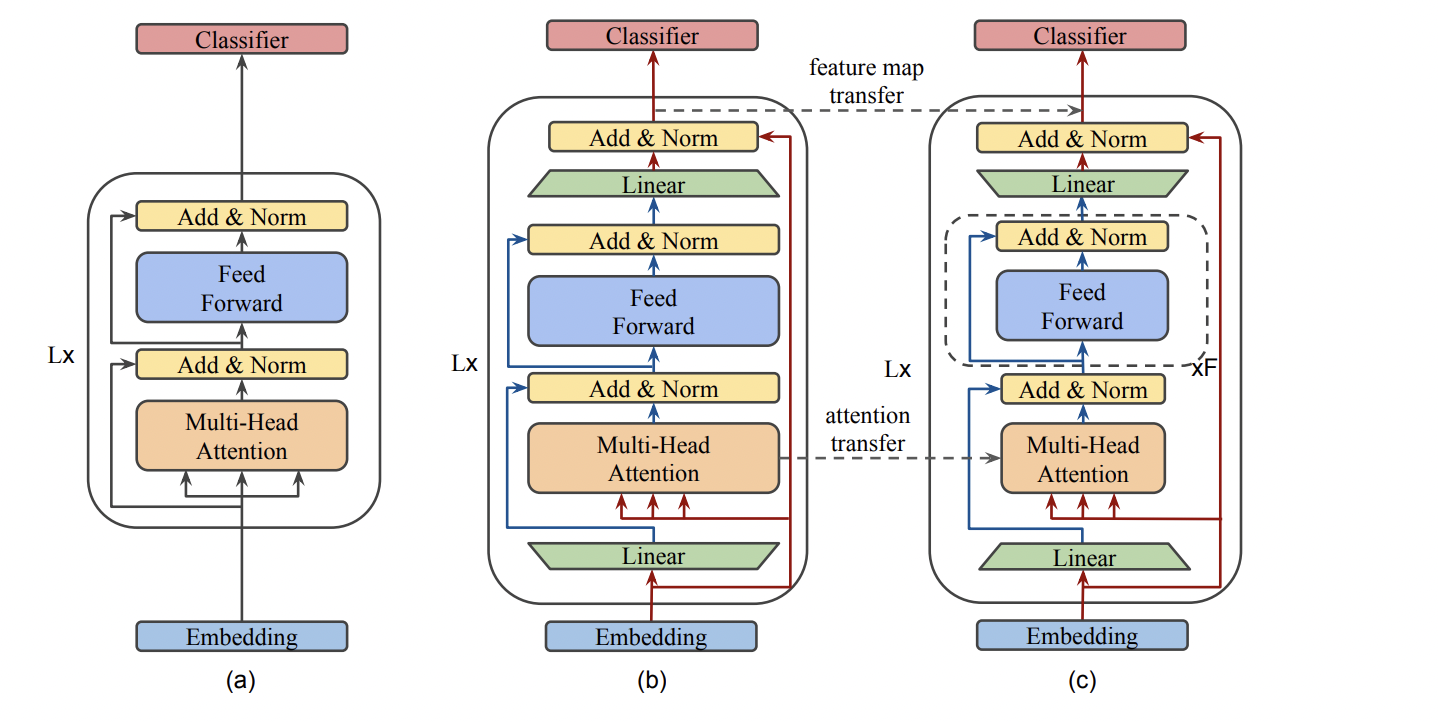 Classifier
Add & Norm
Feed
Forward
Lx
Add & Norm
Multi-Head
Attention
Embedding
(a)
Classifier
Add & Norm
Linear
Add & Norm
Feed
Forward
Lx
Add & Norm
Multi-Head
Attention
Linear
Embedding
(b)
feature map
transfer
attention
transfer
Classifier
Add & Norm
Linear
Add & Norm
Feed
Forward
xF
Lx
Add & Norm
Multi-Head
Attention
Linear
Embedding
(c)